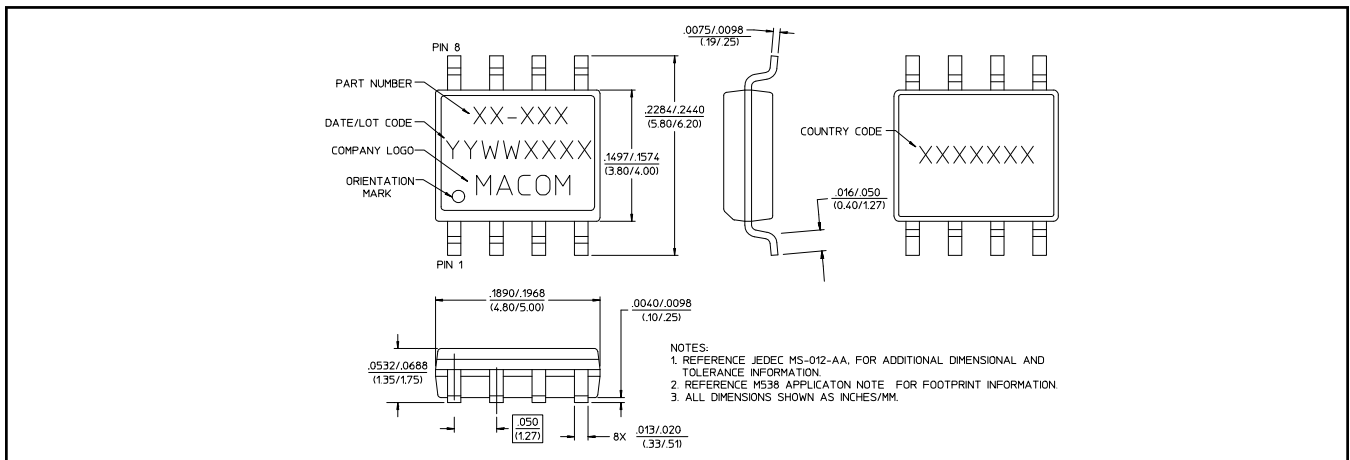 PIN 8
PART NUMBER
XX-XXX
DATE/LOT CODE
YYWWXXXX
COMPANY LOGO
MACOM
ORIENTATION
MARK
PIN 1
.2284/.2440
(5.80/6.20)
.1497/.1574
(3.80/4.00)
.0075/.0098
(.19/.25)
.016/.050
(0.40/1.27)
COUNTRY CODE
XXXXXXX
.1890/.1968
(4.80/5.00)
.0040/.0098
(.10/.25)
.0532/.0688
(1.35/1.75)
.050
(1.27)
8X .013/.020
(.33/.51)
NOTES:
1. REFERENCE JEDEC MS-012-AA, FOR ADDITIONAL DIMENSIONAL AND
TOLERANCE INFORMATION.
2. REFERENCE M538 APPLICATON NOTE FOR FOOTPRINT INFORMATION.
3. ALL DIMENSIONS SHOWN AS INCHES/MM.